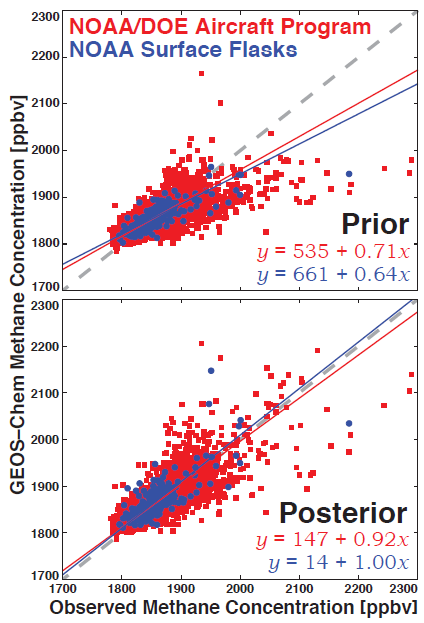 2300
NOAA/DOE Aircraft Program
NOAA Surface Flasks
2200
2100
2000
1900
1800
1700
Prior
y = 535 + 0.71x
y = 661 + 0.64x
GEOS–Chem Methane Concentration [ppbv]
2300
2200
2100
2000
1900
1800
1700
Posterior
y = 147 + 0.92x
y = 14 + 1.00x
1700 1800 1900 2000 2100 2200 2300
Observed Methane Concentration [ppbv]